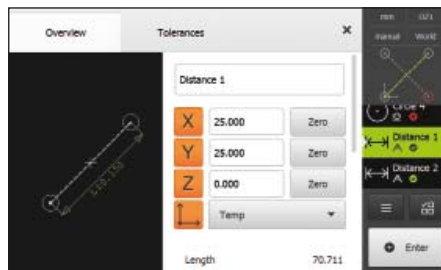 Overview
Tolerances
Distance 1
X 25.000 Zero
Y 25.000 Zero
Z 0.000 Zero
Temp
Length 70.711
mm
manual World
Circle 4
Distance 1
Distance 2
Enter